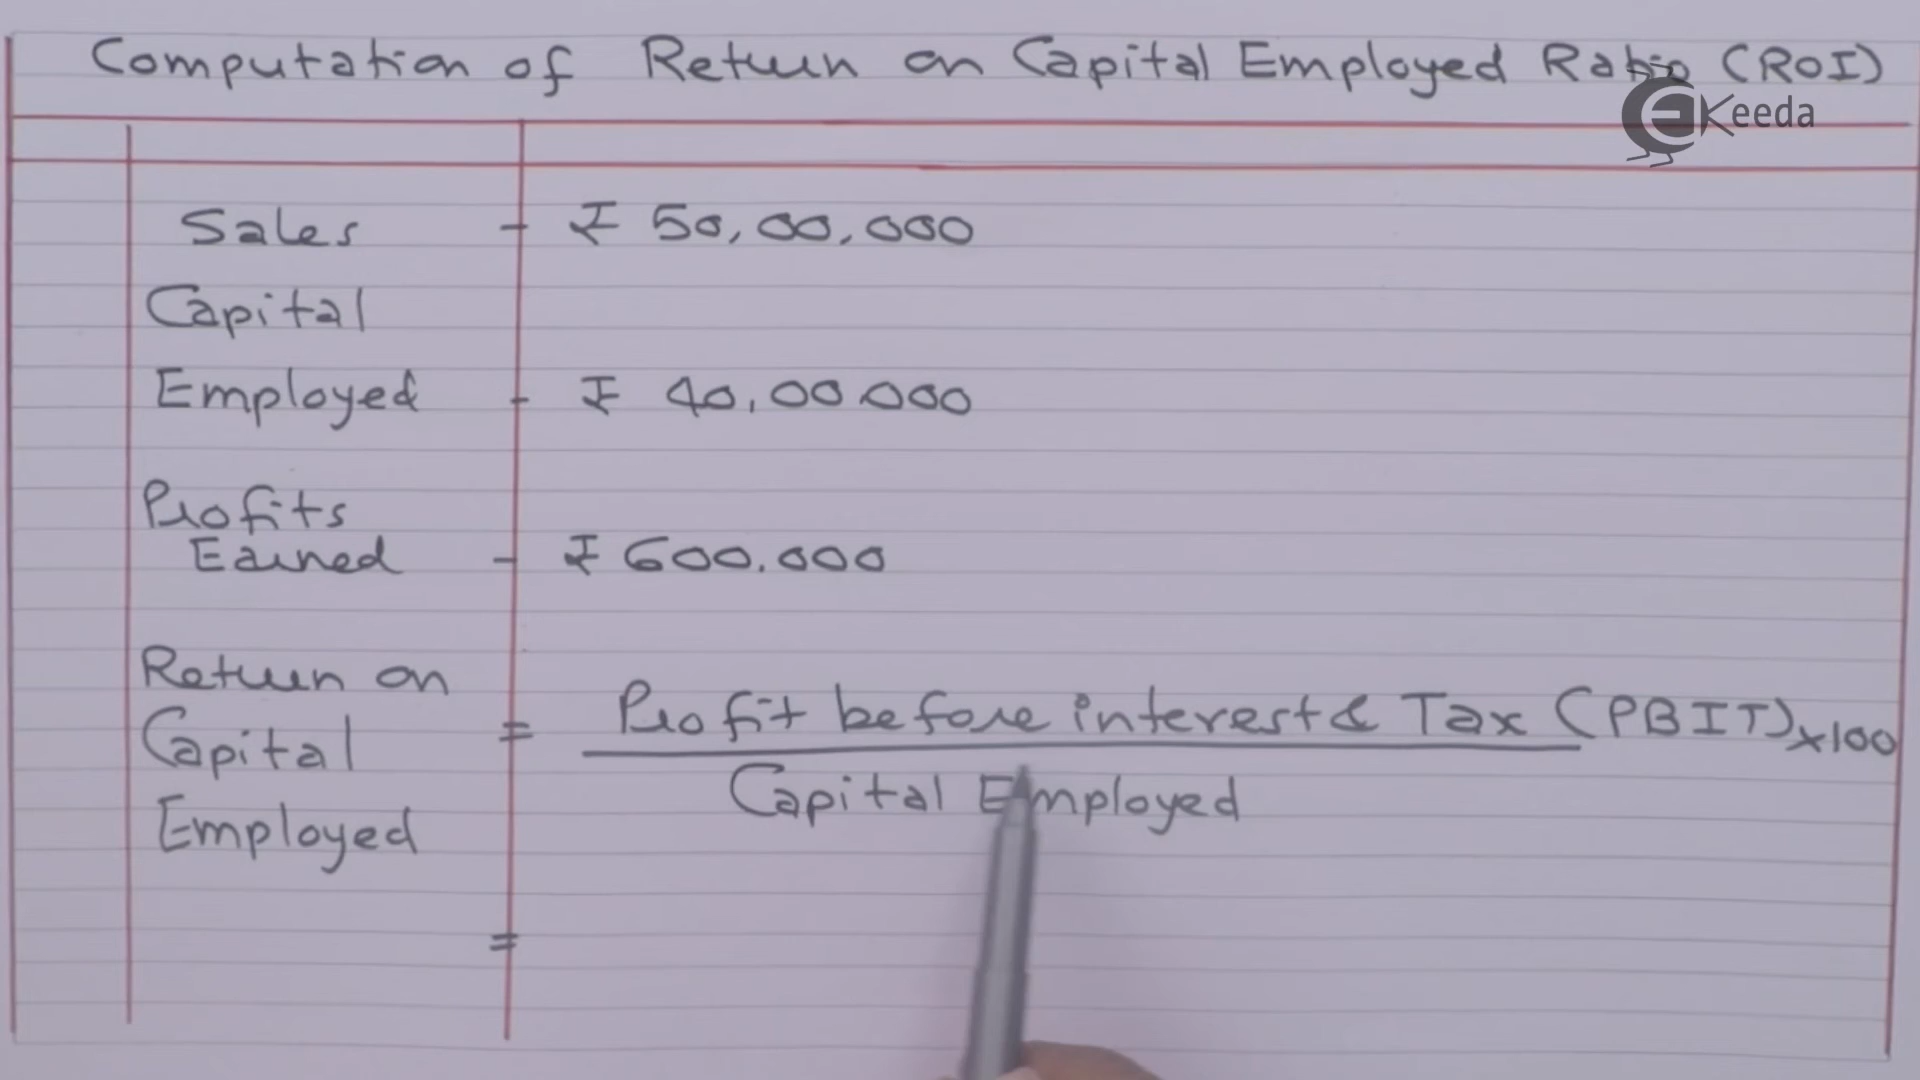 Computation of Return on Capital Employed Ratio (ROI)
Keeda
Sales - ₹ 50,00,000
Capital
Employed - ₹ 40,00.000
Profits
Earned - ₹ 600.000
Return on
Capital = Profit before interest & Tax (PBIT) x100
Employed Capital Employed
=